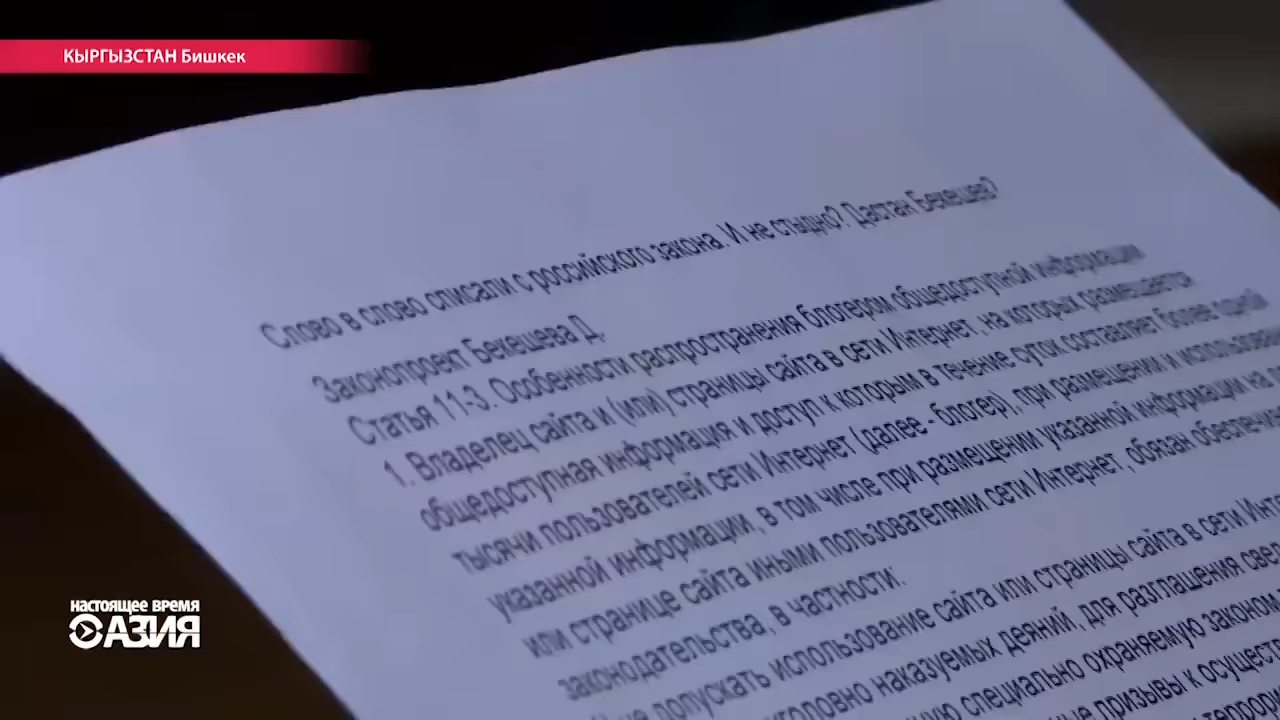 КЫРГЫЗСТАН Бишкек
Слово в слово списали с российского закона. И не стыдно? Дастан Бекешев?
Законопроект Бекешева Д.
Статья 11-3. Особенности распространения блогером общедоступной информации
1. Владелец сайта и (или) страницы сайта в сети Интернет, на которых размещается
общедоступная информация и доступ к которым в течение суток составляет более одной
тысячи пользователей сети Интернет (далее - блогер), при размещении и
указанной информации, в том числе при размещении указанной информации на
или странице сайта иными пользователями сети Интернет, обязан
законодательства, в частности:
допускать использование сайта или страницы сайта в сети
наказуемых деяний, для разглашения
специально охраняемую законом
призывы к
НАСТОЯЩЕЕ ВРЕМЯ
АЗИЯ